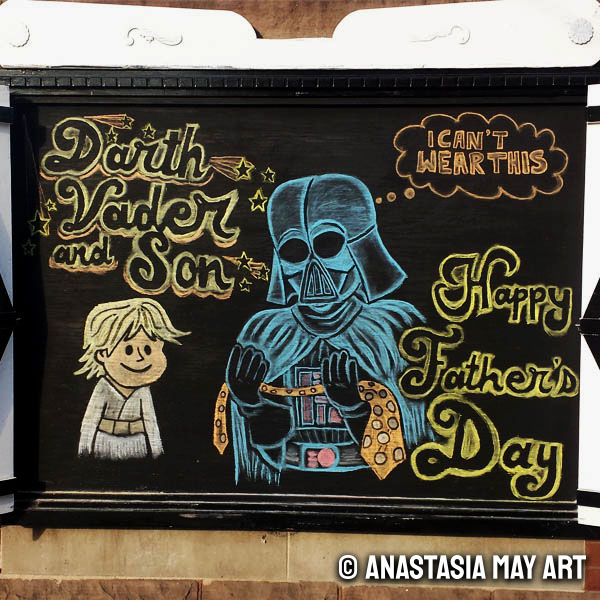 Darth
Vader
and Son
I CAN'T
WEAR THIS
Happy
Father's
Day
© ANASTASIA MAY ART